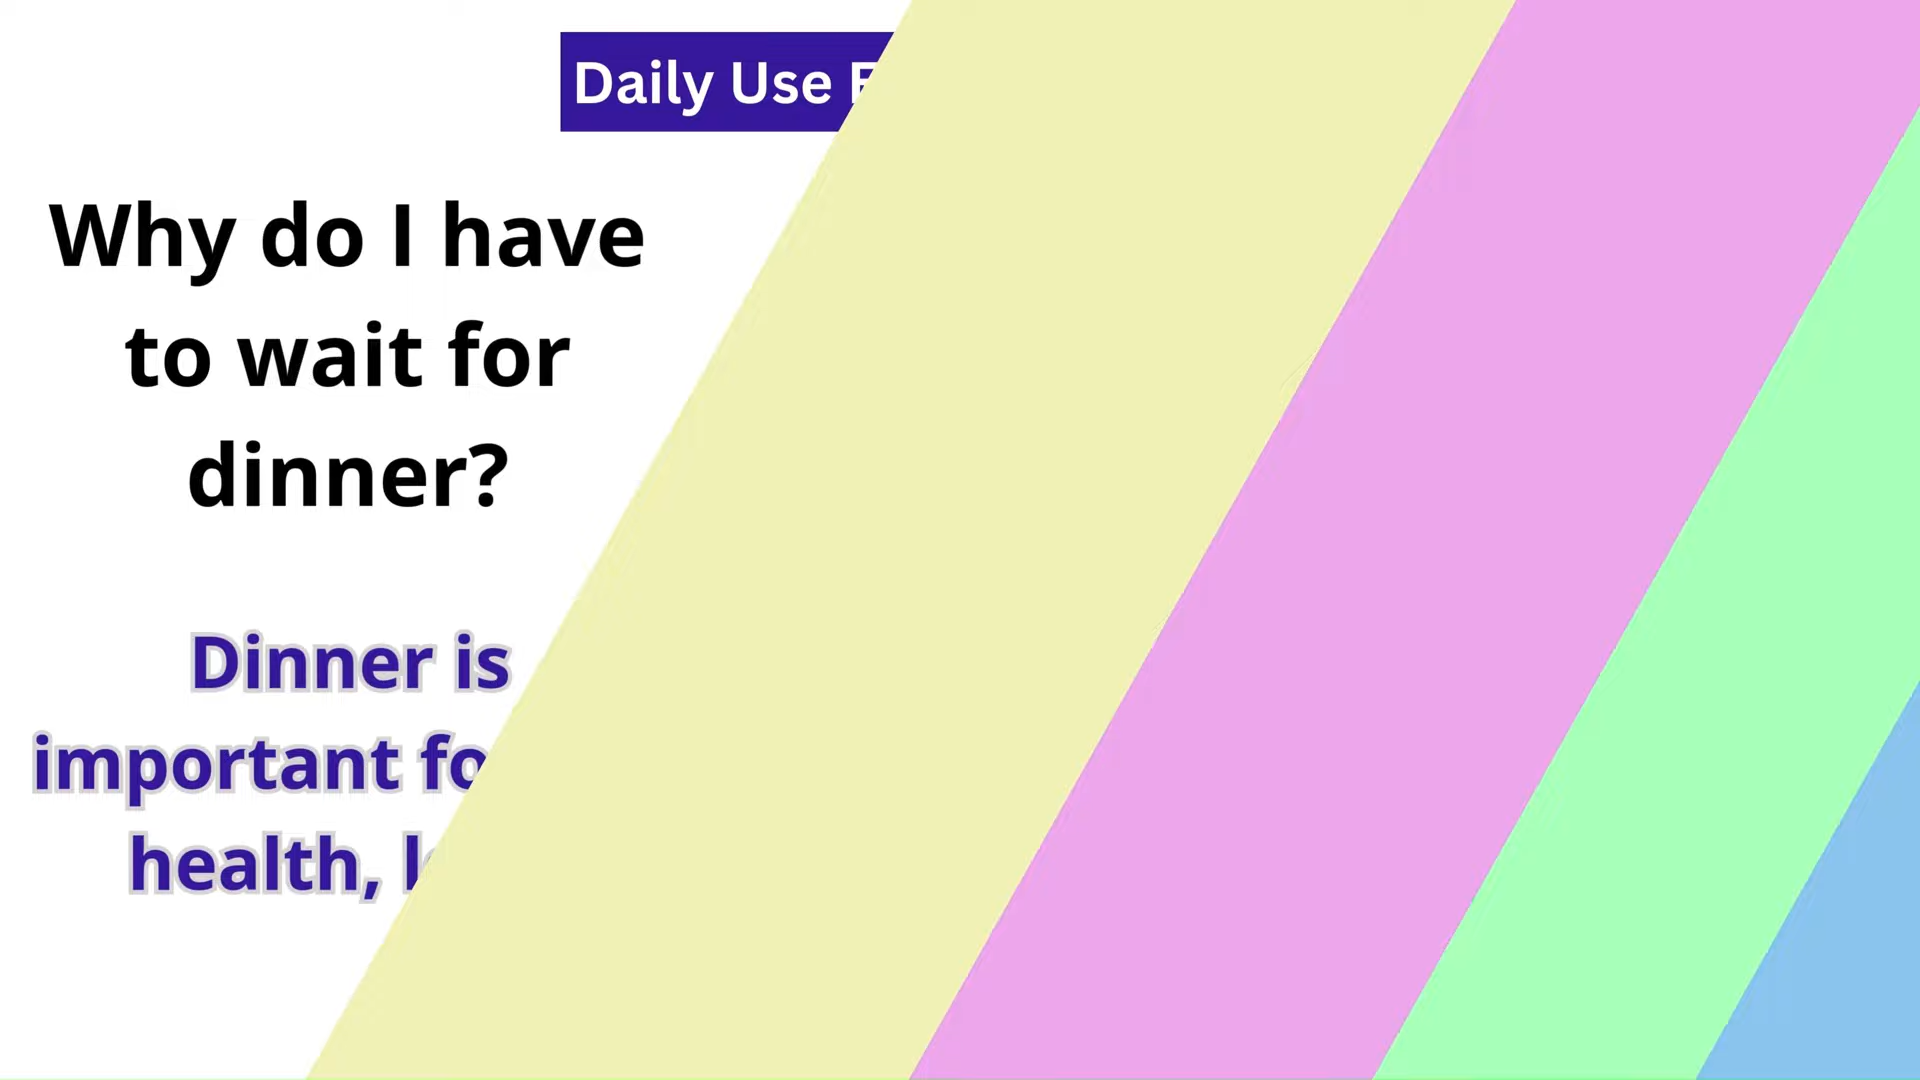 Daily Use
Why do I have
to wait for
dinner?
Dinner is
important
health,